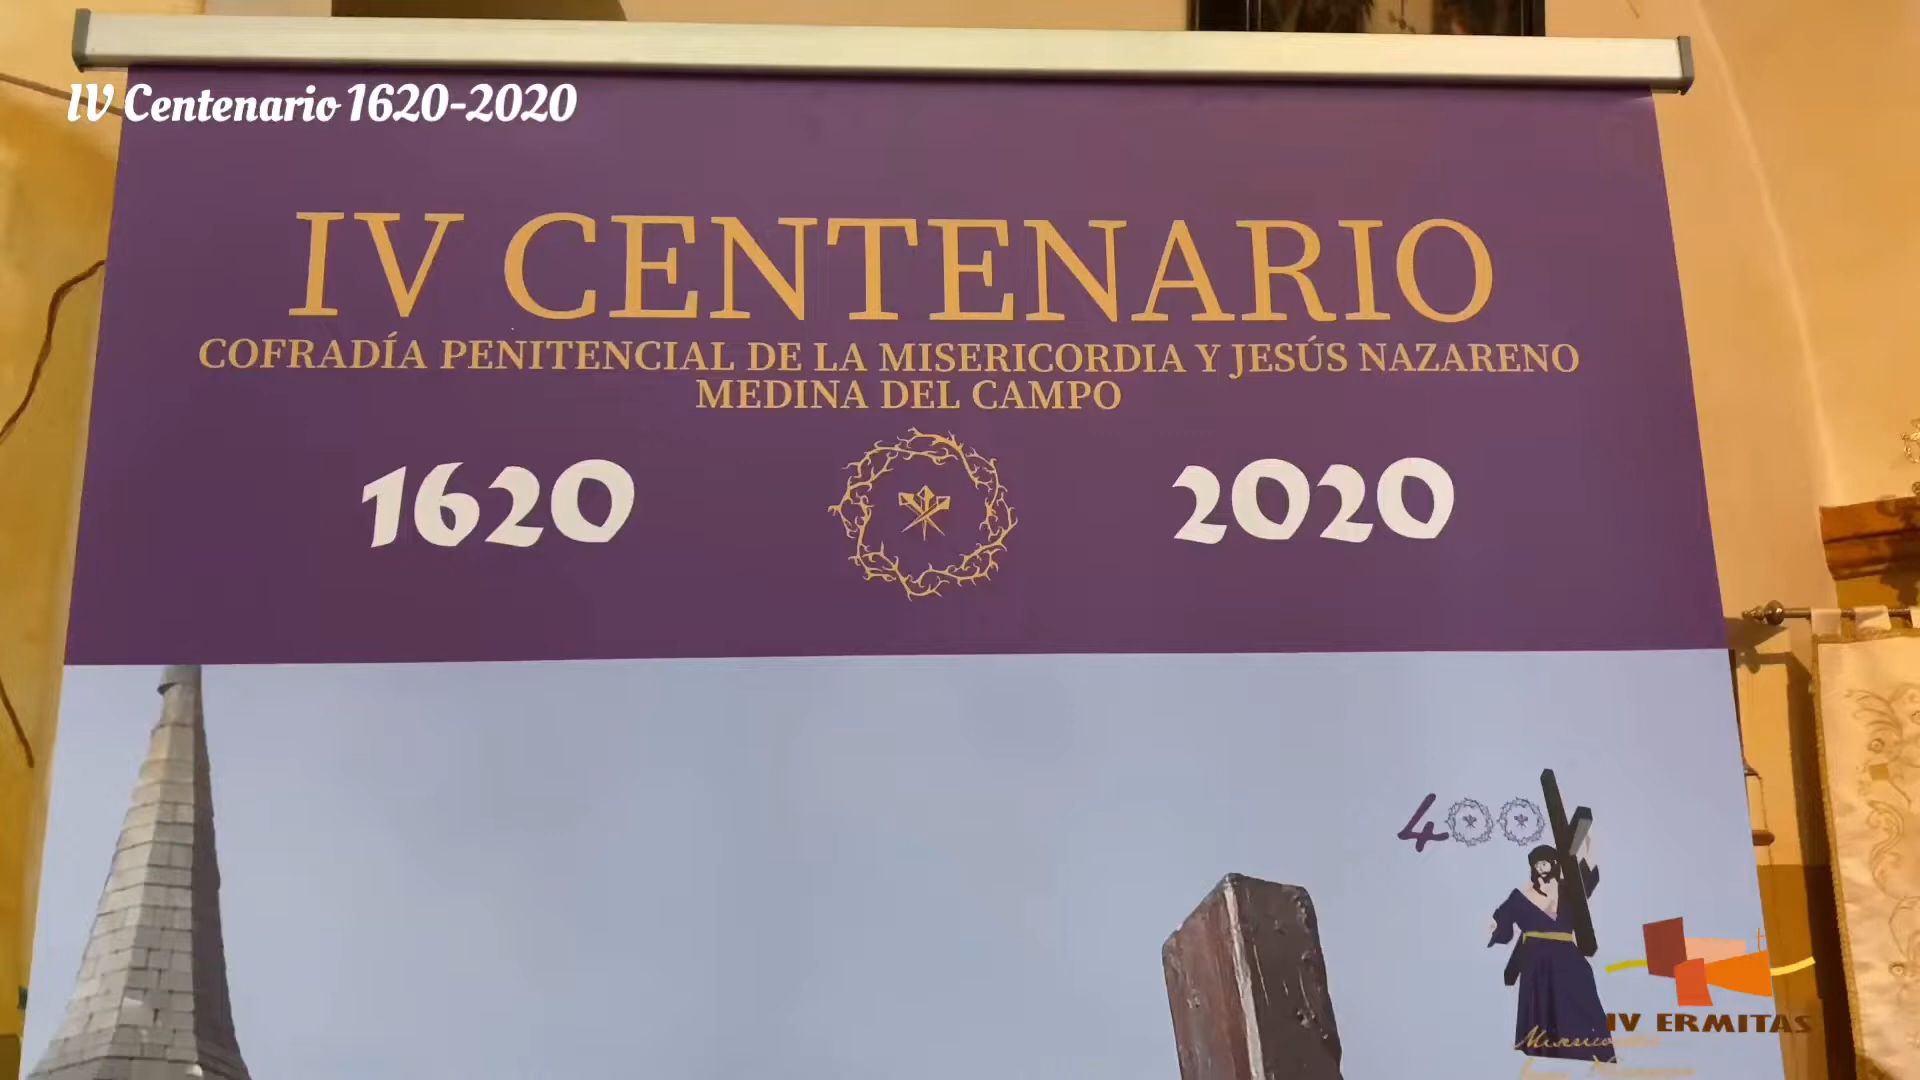 IV Centenario 1620-2020
IV CENTENARIO
COFRADÍA PENITENCIAL DE LA MISERICORDIA Y JESÚS NAZARENO
MEDINA DEL CAMPO
1620
2020
400
IV ERMITAS